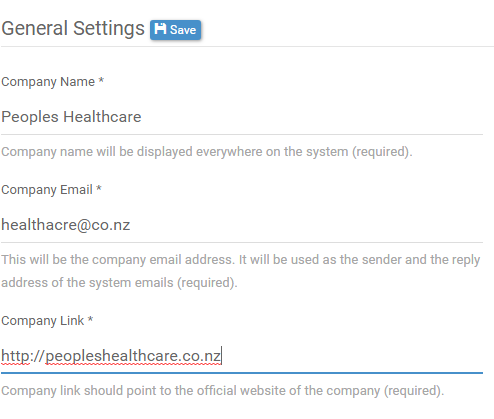 General Settings Save
Company Name *
Peoples Healthcare
Company name will be displayed everywhere on the system (required).
Company Email *
healthacre@co.nz
This will be the company email address. It will be used as the sender and the reply
address of the system emails (required).
Company Link *
http://peopleshealthcare.co.nz
Company link should point to the official website of the company (required).